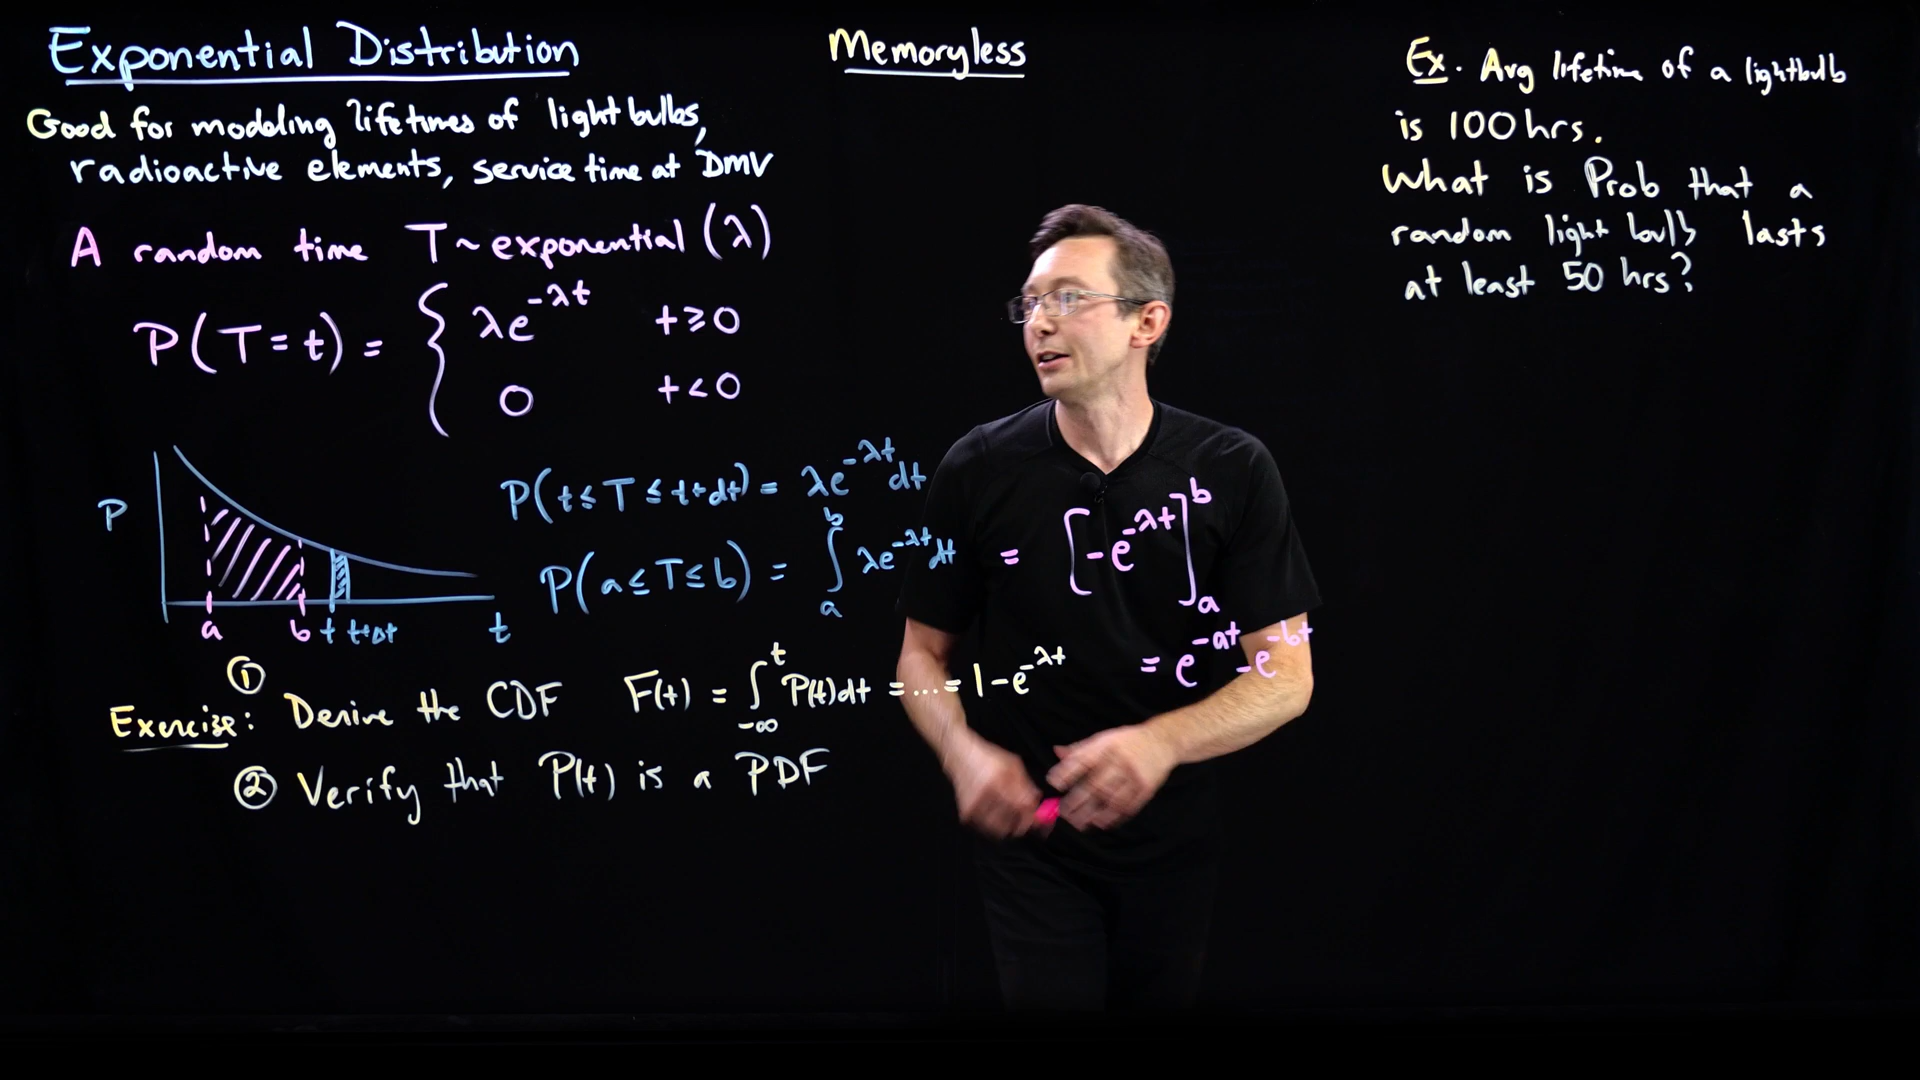 Exponential Distribution
Good for modeling lifetimes of light bulbs,
radioactive elements, service time at DMV
A random time T ~ exponential (λ)
P(T=t) = { λe^{-λt} t≥0
0 t<0
P
a b t t+Δt t
P(t≤T≤t+dt) = λe^{-λt} dt
P(a≤T≤b) = ∫_a^b λe^{-λt} dt = [-e^{-λt}]_a^b
= e^{-at} - e^{-bt}
Exercise: ① Derive the CDF F(t) = ∫_{-∞}^t P(t)dt = ... = 1-e^{-λt}
② Verify that P(t) is a PDF
Memoryless
Ex. Avg lifetime of a lightbulb
is 100 hrs.
What is Prob that a
random light bulb lasts
at least 50 hrs?